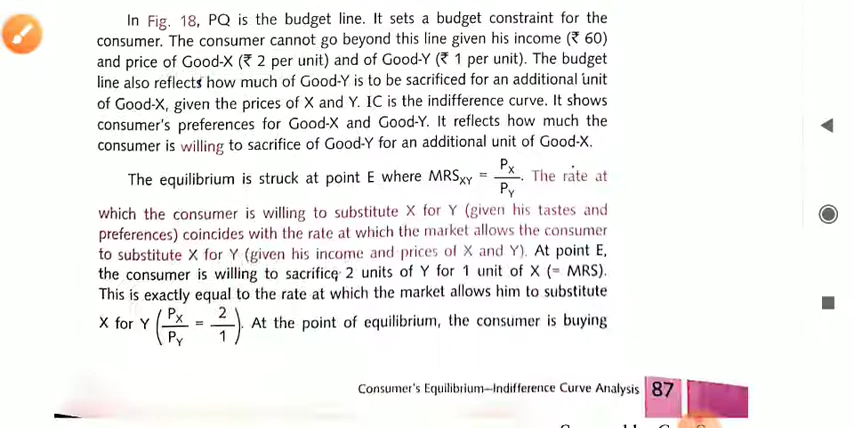 In Fig. 18, PQ is the budget line. It sets a budget constraint for the
consumer. The consumer cannot go beyond this line given his income (₹ 60)
and price of Good-X (₹ 2 per unit) and of Good-Y (₹ 1 per unit). The budget
line also reflects how much of Good-Y is to be sacrificed for an additional unit
of Good-X, given the prices of X and Y. IC is the indifference curve. It shows
consumer's preferences for Good-X and Good-Y. It reflects how much the
consumer is willing to sacrifice of Good-Y for an additional unit of Good-X.
The equilibrium is struck at point E where MRSXY = PX/PY. The rate at
which the consumer is willing to substitute X for Y (given his tastes and
preferences) coincides with the rate at which the market allows the consumer
to substitute X for Y (given his income and prices of X and Y). At point E,
the consumer is willing to sacrifice 2 units of Y for 1 unit of X (= MRS).
This is exactly equal to the rate at which the market allows him to substitute
X for Y (PX/PY = 2/1). At the point of equilibrium, the consumer is buying
Consumer's Equilibrium—Indifference Curve Analysis 87